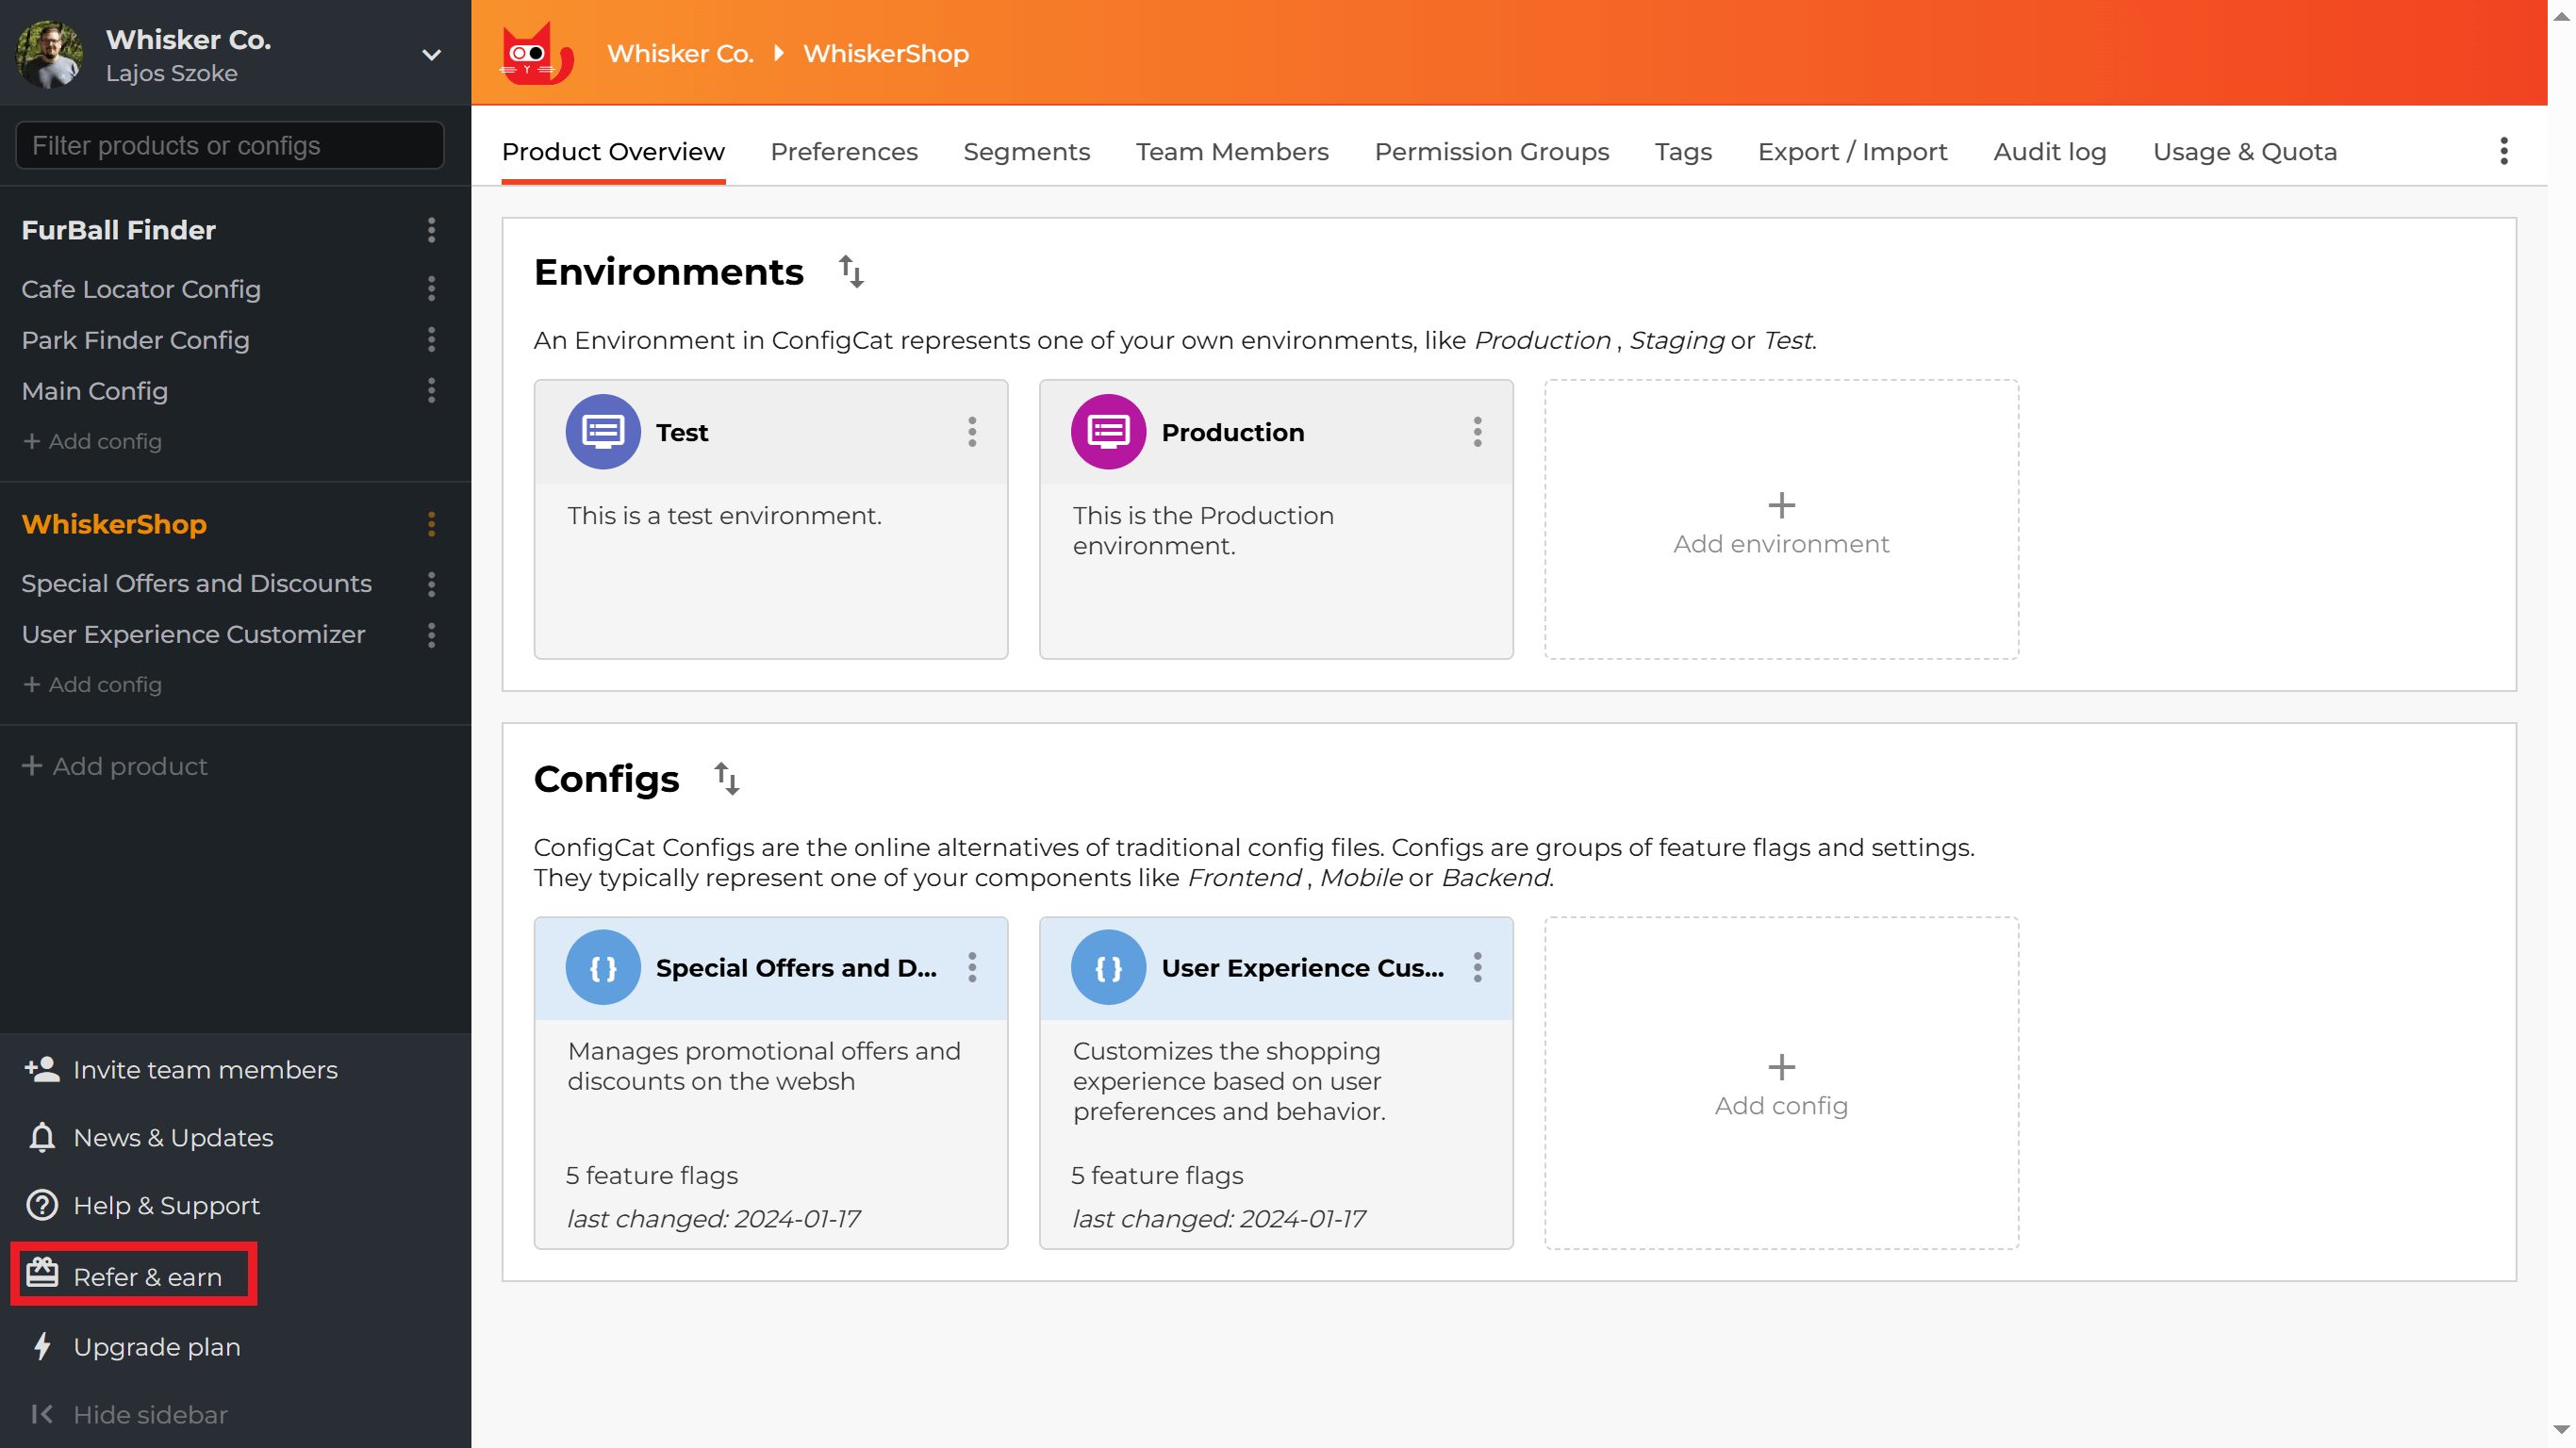 Whisker Co.
Lajos Szoke
Filter products or configs
FurBall Finder
Cafe Locator Config
Park Finder Config
Main Config
+ Add config
WhiskerShop
Special Offers and Discounts
User Experience Customizer
+ Add config
+ Add product
Invite team members
News & Updates
Help & Support
Refer & earn
Upgrade plan
Hide sidebar
Whisker Co. WhiskerShop
Product Overview Preferences Segments Team Members Permission Groups Tags Export / Import Audit log Usage & Quota
Environments
An Environment in ConfigCat represents one of your own environments, like Production , Staging or Test.
Test
This is a test environment.
Production
This is the Production
environment.
+
Add environment
Configs
ConfigCat Configs are the online alternatives of traditional config files. Configs are groups of feature flags and settings.
They typically represent one of your components like Frontend , Mobile or Backend.
{} Special Offers and D...
Manages promotional offers and
discounts on the websh
5 feature flags
last changed: 2024-01-17
{} User Experience Cus...
Customizes the shopping
experience based on user
preferences and behavior.
5 feature flags
last changed: 2024-01-17
+
Add config